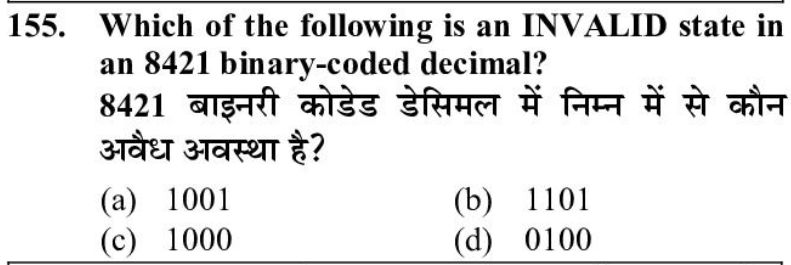 155. Which of the following is an INVALID state in
an 8421 binary-coded decimal?
8421 बाइनरी कोडेड डेसिमल में निम्न में से कौन
अवैध अवस्था है?
(a) 1001 (b) 1101
(c) 1000 (d) 0100